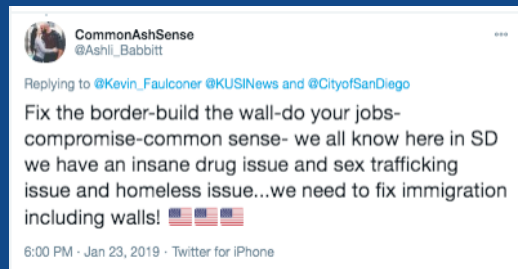 CommonAshSense
@Ashli_Babbitt
Replying to @Kevin_Faulconer @KUSINews and @CityofSanDiego
Fix the border-build the wall-do your jobs-
compromise-common sense- we all know here in SD
we have an insane drug issue and sex trafficking
issue and homeless issue...we need to fix immigration
including walls! 🇺🇸🇺🇸🇺🇸
6:00 PM · Jan 23, 2019 · Twitter for iPhone